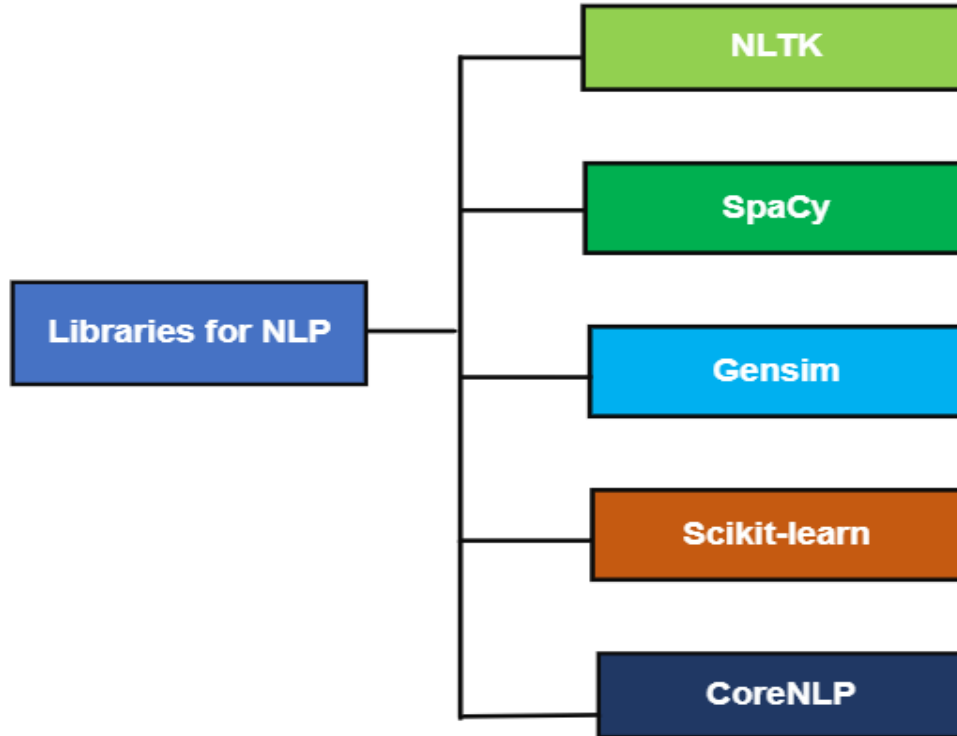 Libraries for NLP
NLTK
SpaCy
Gensim
Scikit-learn
CoreNLP